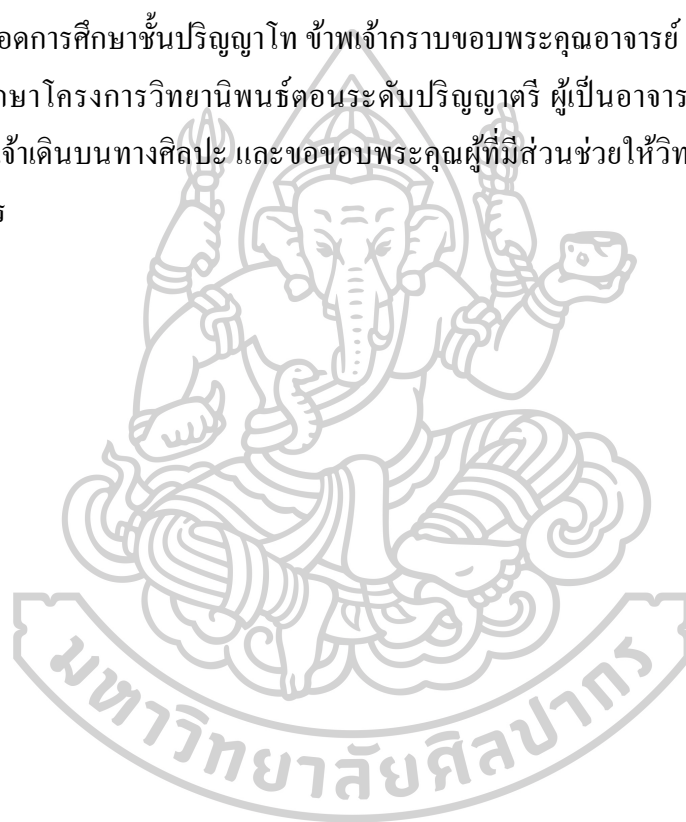 อดการศึกษาชั้นปริญญาโท ข้าพเจ้ากราบขอบพระคุณอาจารย์
กษาโครงการวิทยานิพนธ์ตอนระดับปริญญาตรี ผู้เป็นอาจาร
จ้าเดินบนทางศิลปะ และขอขอบพระคุณผู้ที่มีส่วนช่วยให้วิท
ร
มหาวิทยาลัยศิลปากร